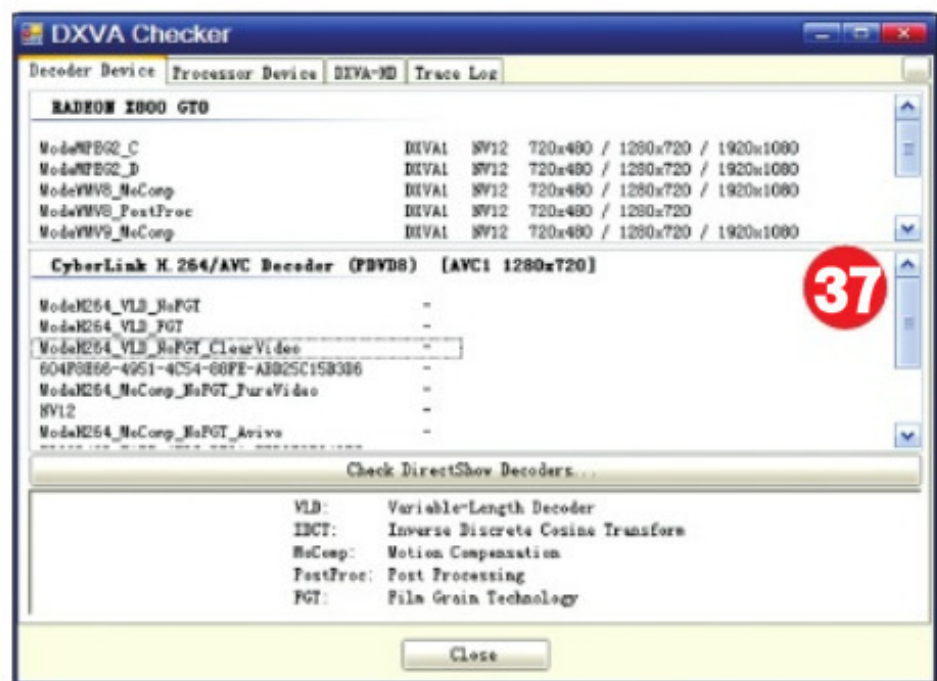 DXVA Checker
Decoder Device Processor Device DXVA-HD Trace Log
RADEON X800 GTO
ModeMPEG2_C DXVA1 NV12 720x480 / 1280x720 / 1920x1080
ModeMPEG2_D DXVA1 NV12 720x480 / 1280x720 / 1920x1080
ModeWMV8_MoComp DXVA1 NV12 720x480 / 1280x720 / 1920x1080
ModeWMV8_PostProc DXVA1 NV12 720x480 / 1280x720
ModeWMV9_MoComp DXVA1 NV12 720x480 / 1280x720 / 1920x1080
CyberLink H.264/AVC Decoder (PDVD8) [AVC1 1280x720]
37
ModeH264_VLD_NoFGT -
ModeH264_VLD_FGT -
ModeH264_VLD_NoFGT_ClearVideo -
604F8E66-4951-4C54-88FE-ABD25C15B3D6 -
ModeH264_MoComp_NoFGT_PureVideo -
NV12 -
ModeH264_MoComp_NoFGT_Avivo -
Check DirectShow Decoders...
VLD: Variable-Length Decoder
IDCT: Inverse Discrete Cosine Transform
MoComp: Motion Compensation
PostProc: Post Processing
FGT: Film Grain Technology
Close